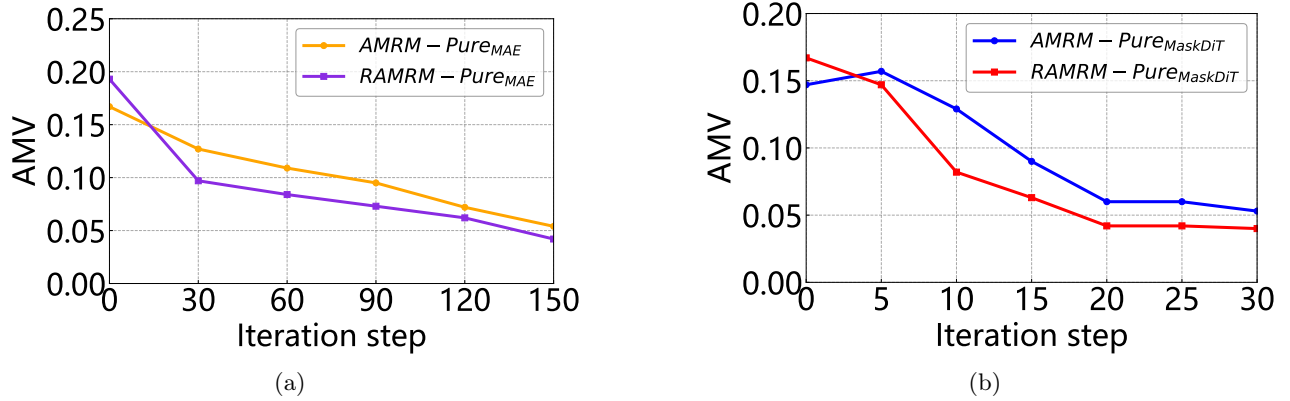 0.25
0.20
0.15
0.10
0.05
0.00
AMV
AMRM − Pure_MAE
RAMRM − Pure_MAE
0 30 60 90 120 150
Iteration step
(a)
0.20
0.15
0.10
0.05
0.00
AMV
AMRM − Pure_MaskDiT
RAMRM − Pure_MaskDiT
0 5 10 15 20 25 30
Iteration step
(b)